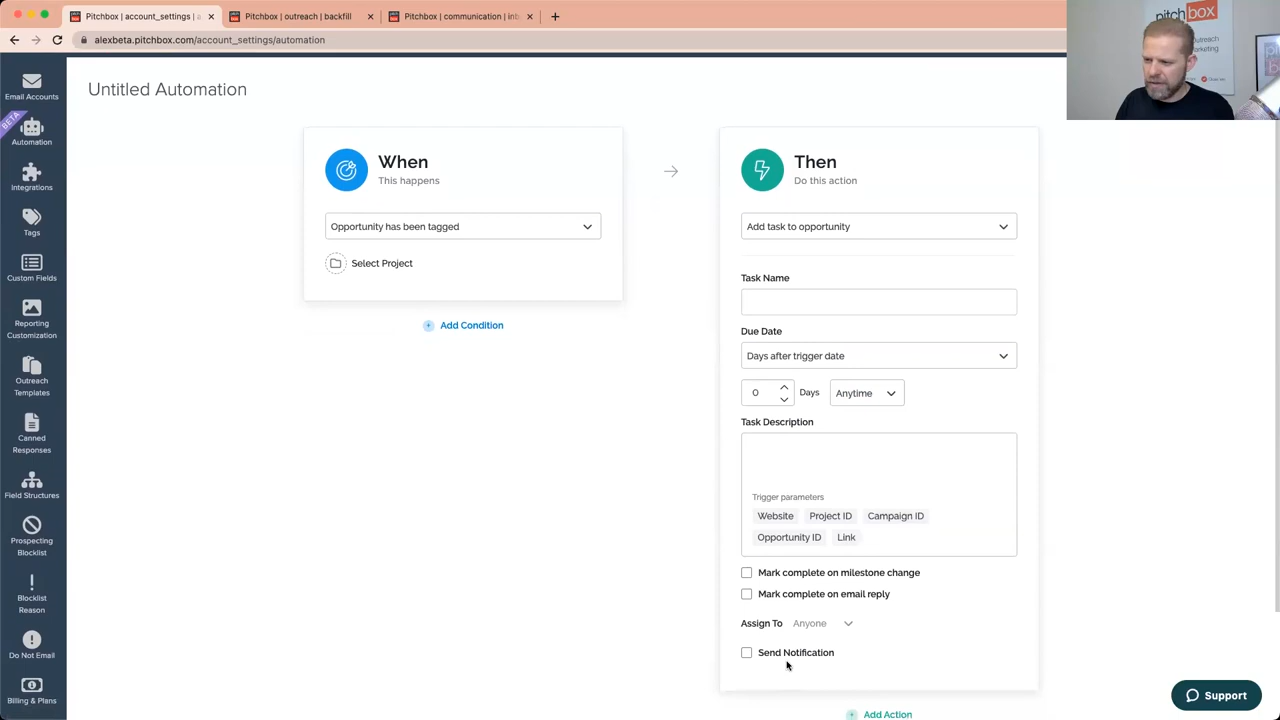 Pitchbox | account_settings | a
Pitchbox | outreach | backfill
Pitchbox | communication | inb
alexbeta.pitchbox.com/account_settings/automation
pitchbox
Email Accounts
BETA
Automation
Integrations
Tags
Custom Fields
Reporting
Customization
Outreach
Templates
Canned
Responses
Field Structures
Prospecting
Blocklist
Blocklist
Reason
Do Not Email
Billing & Plans
Untitled Automation
When
This happens
Opportunity has been tagged
Select Project
Add Condition
Then
Do this action
Add task to opportunity
Task Name
Due Date
Days after trigger date
0 Days Anytime
Task Description
Trigger parameters
Website Project ID Campaign ID
Opportunity ID Link
Mark complete on milestone change
Mark complete on email reply
Assign To Anyone
Send Notification
Add Action
Support